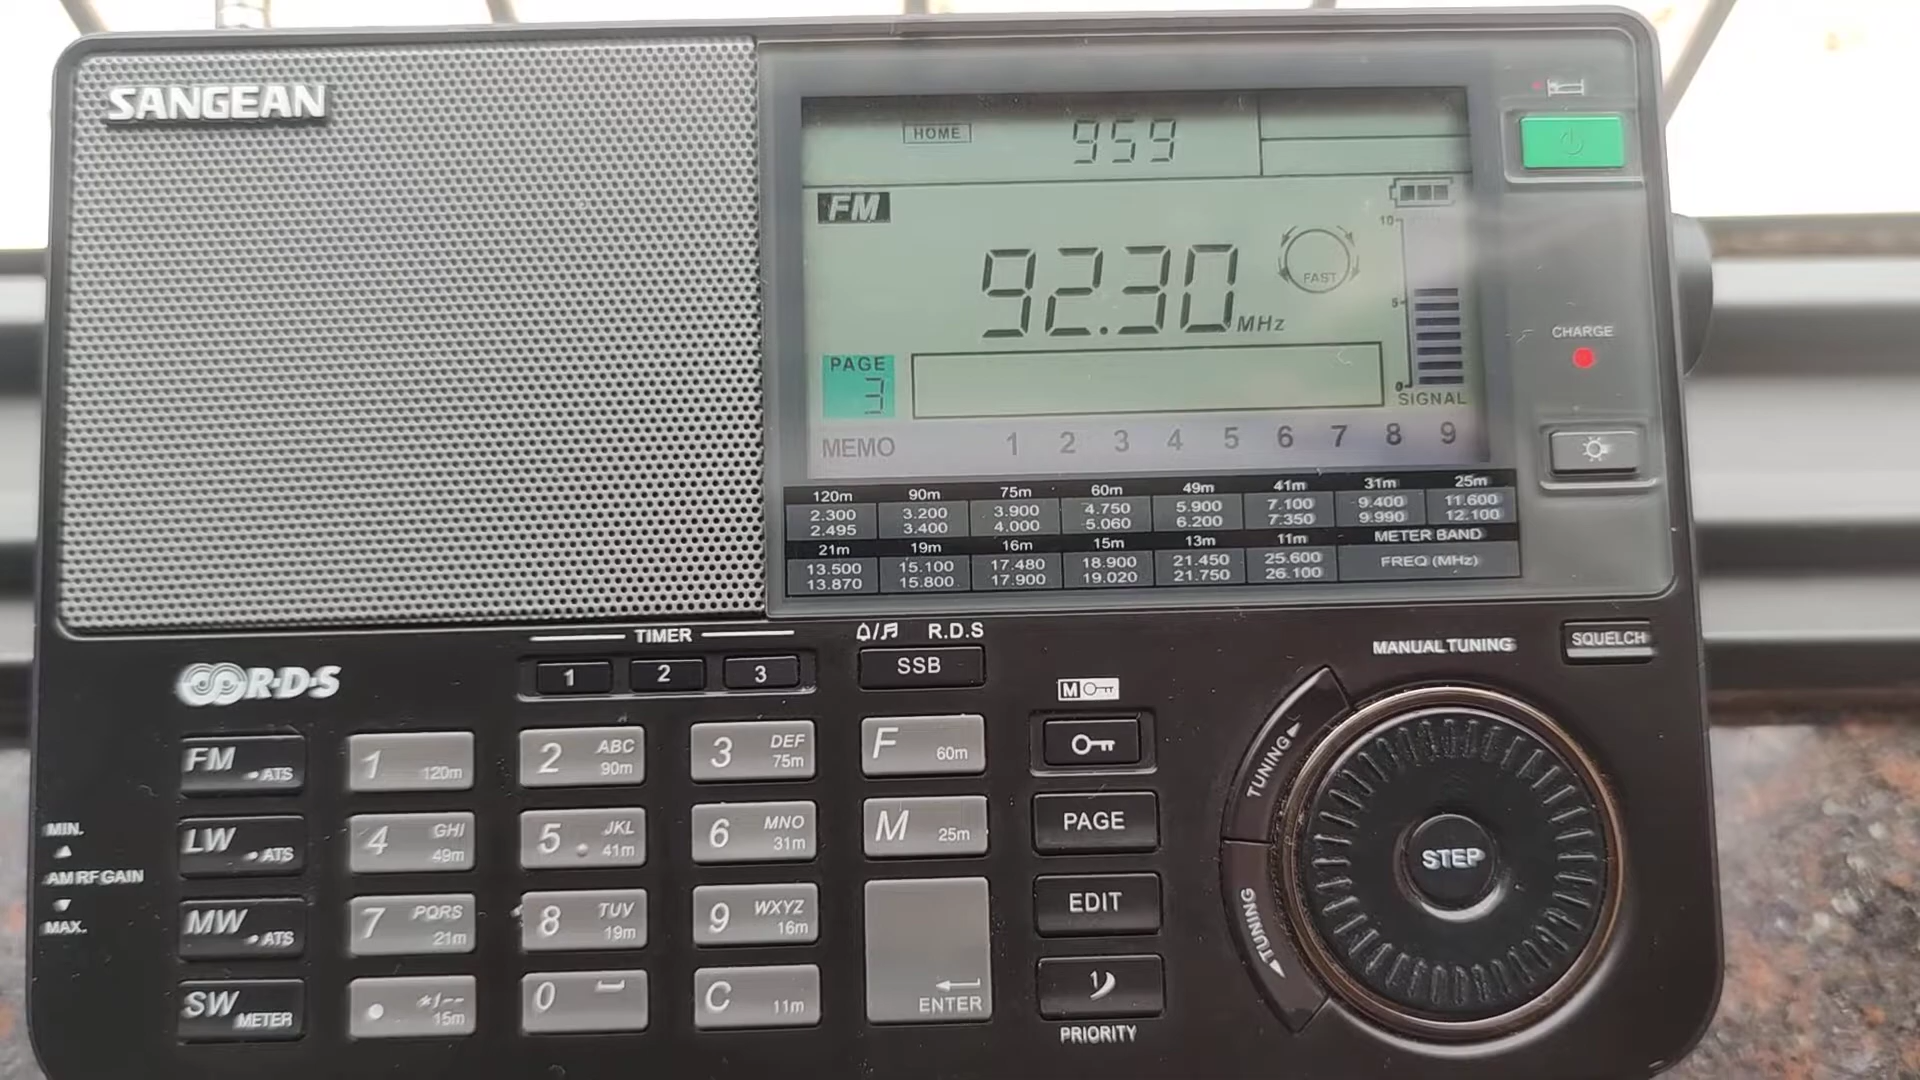 SANGEAN
HOME 959
FM
92.30 MHz
FAST
10
5
0
SIGNAL
PAGE
3
MEMO 1 2 3 4 5 6 7 8 9
CHARGE
120m 90m 75m 60m 49m 41m 31m 25m
2.300 3.200 3.900 4.750 5.900 7.100 9.400 11.600
2.495 3.400 4.000 5.060 6.200 7.350 9.990 12.100
21m 19m 16m 15m 13m 11m METER BAND
13.500 15.100 17.480 18.900 21.450 25.600 FREQ (MHz)
13.870 15.800 17.900 19.020 21.750 26.100
TIMER
1 2 3
R.D.S
SSB
MANUAL TUNING
SQUELCH
R·D·S
M
FM ATS
1 120m
2 ABC 90m
3 DEF 75m
F 60m
LW ATS
4 GHI 49m
5 JKL 41m
6 MNO 31m
M 25m
PAGE
MW ATS
7 PQRS 21m
8 TUV 19m
9 WXYZ 16m
EDIT
SW METER
• */-- 15m
0
C 11m
ENTER
PRIORITY
MIN.
AM RF GAIN
MAX.
TUNING
STEP
TUNING